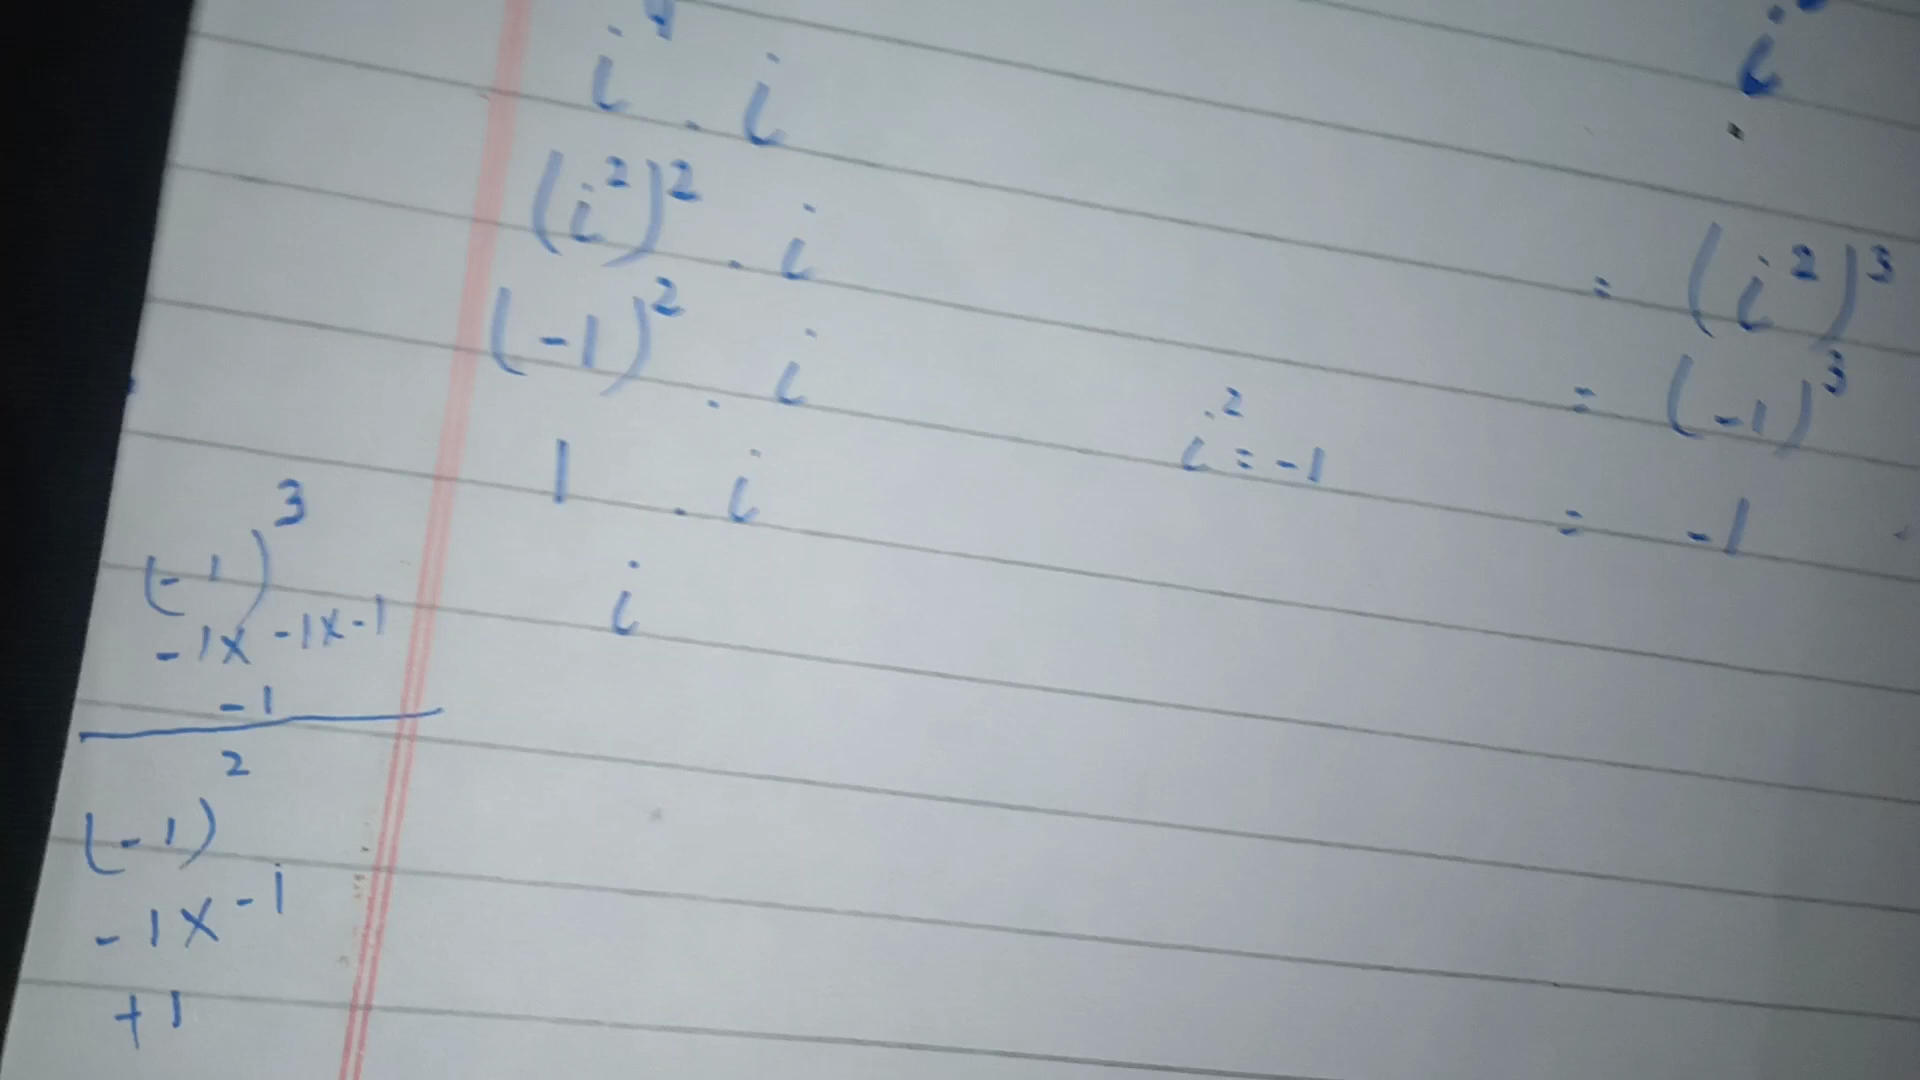 i⁴ . i
(i²)² . i
(-1)² . i
1 . i
i
i² = -1
i
= (i²)³
= (-1)³
= -1
(-1)³
-1x -1x-1
-1
(-1)²
-1x-1
+1